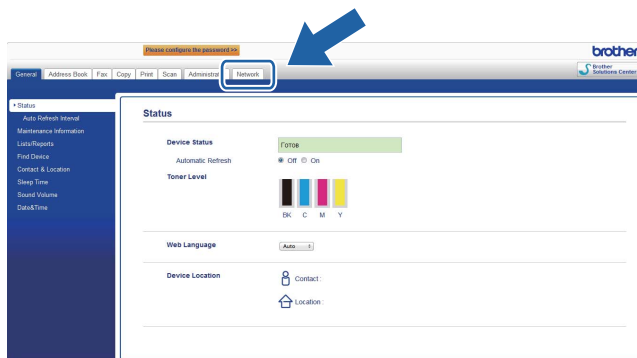 Please configure the password >>
brother
General Address Book Fax Copy Print Scan Administrat Network
Brother
Solutions Center
Status
Auto Refresh Interval
Maintenance Information
Lists/Reports
Find Device
Contact & Location
Sleep Time
Sound Volume
Date&Time
Status
Device Status Готов
Automatic Refresh Off On
Toner Level
BK C M Y
Web Language Auto
Device Location Contact :
Location :